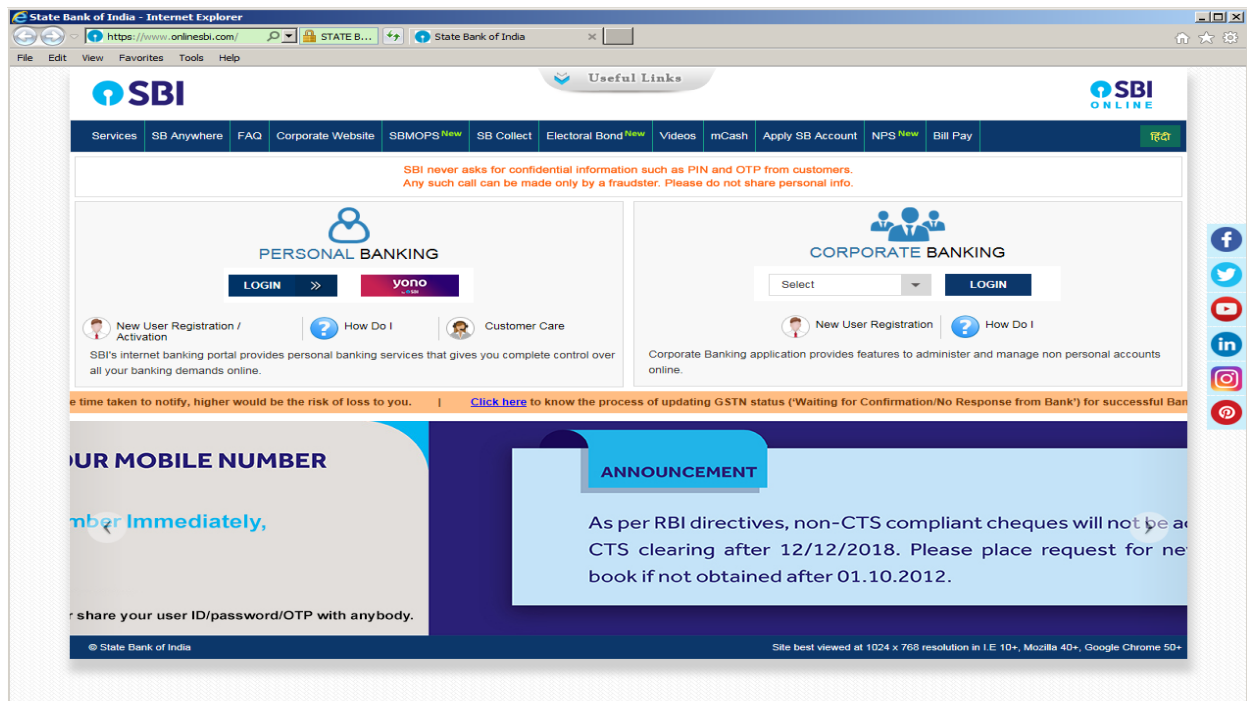 State Bank of India - Internet Explorer
https://www.onlinesbi.com/ STATE B... State Bank of India
File Edit View Favorites Tools Help
Useful Links
SBI
SBI
ONLINE
Services SB Anywhere FAQ Corporate Website SBMOPS New SB Collect Electoral Bond New Videos mCash Apply SB Account NPS New Bill Pay हिंदी
SBI never asks for confidential information such as PIN and OTP from customers.
Any such call can be made only by a fraudster. Please do not share personal info.
PERSONAL BANKING
LOGIN » yono
by SBI
New User Registration /
Activation
How Do I
Customer Care
SBI's internet banking portal provides personal banking services that gives you complete control over
all your banking demands online.
CORPORATE BANKING
Select LOGIN
New User Registration How Do I
Corporate Banking application provides features to administer and manage non personal accounts
online.
e time taken to notify, higher would be the risk of loss to you. | Click here to know the process of updating GSTN status ('Waiting for Confirmation/No Response from Bank') for successful Ban
OUR MOBILE NUMBER
mber Immediately,
r share your user ID/password/OTP with anybody.
ANNOUNCEMENT
As per RBI directives, non-CTS compliant cheques will not be ac
CTS clearing after 12/12/2018. Please place request for ne
book if not obtained after 01.10.2012.
© State Bank of India
Site best viewed at 1024 x 768 resolution in I.E 10+, Mozilla 40+, Google Chrome 50+